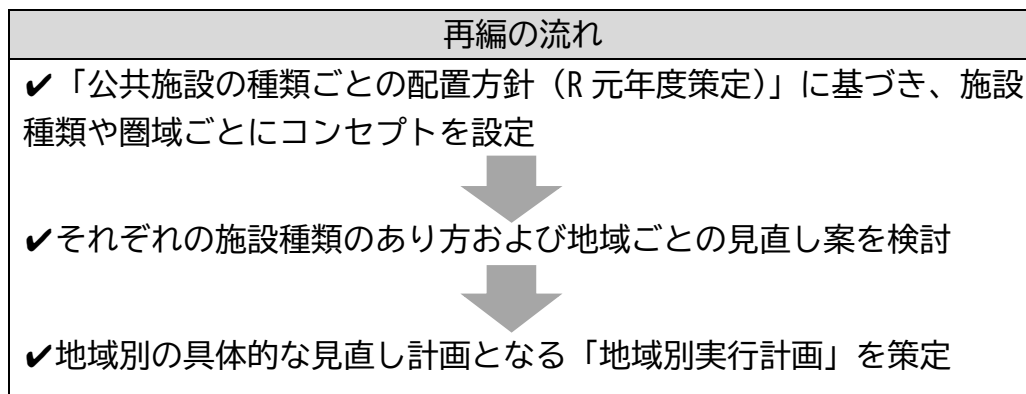 再編の流れ
✔「公共施設の種類ごとの配置方針（R 元年度策定）」に基づき、施設
種類や圏域ごとにコンセプトを設定
✔それぞれの施設種類のあり方および地域ごとの見直し案を検討
✔地域別の具体的な見直し計画となる「地域別実行計画」を策定